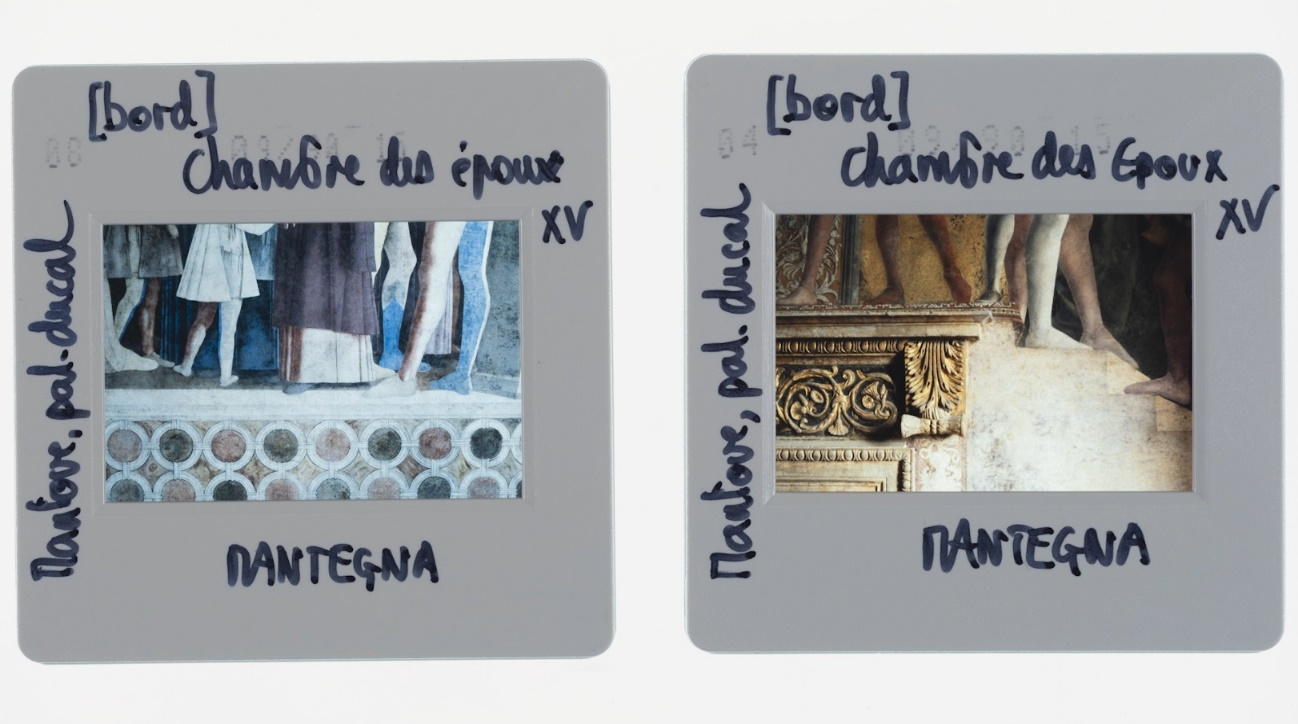 [bord]
Chambre des époux
XV
Mantove, pal. ducal
MANTEGNA
[bord]
Chambre des Epoux
XV
Mantove, pal. ducal
MANTEGNA